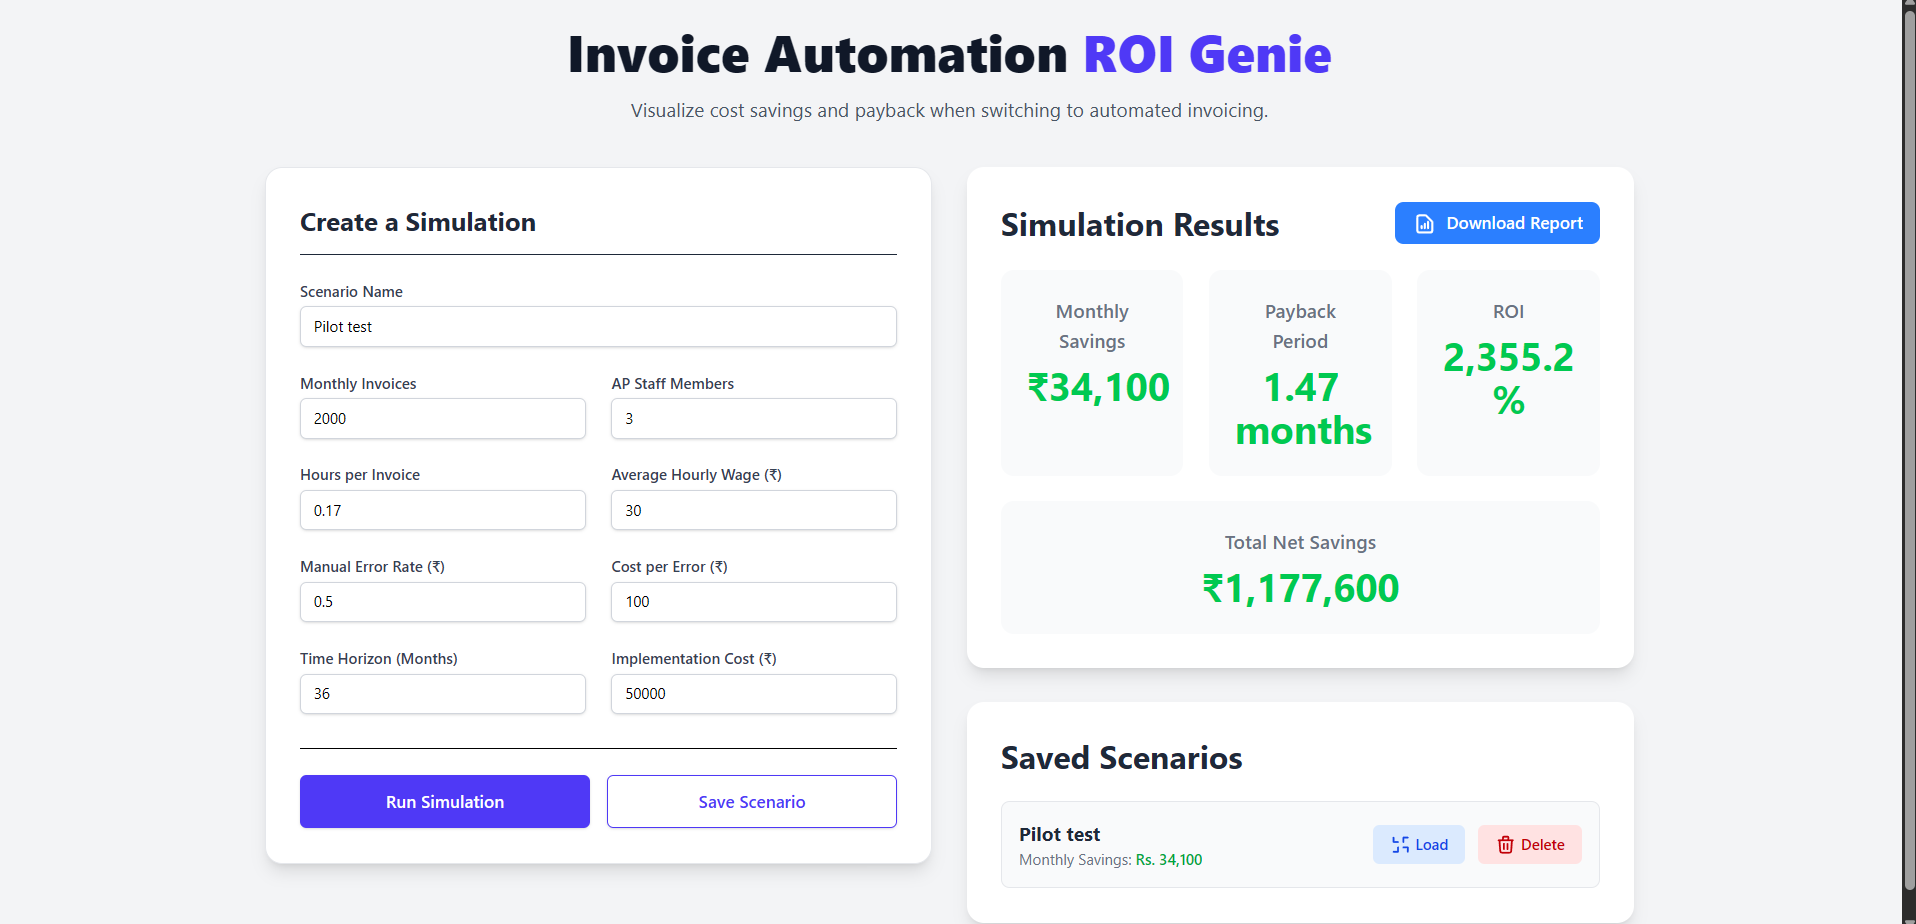 Invoice Automation ROI Genie
Visualize cost savings and payback when switching to automated invoicing.
Create a Simulation
Scenario Name
Pilot test
Monthly Invoices
AP Staff Members
2000
3
Hours per Invoice
Average Hourly Wage (₹)
0.17
30
Manual Error Rate (₹)
Cost per Error (₹)
0.5
100
Time Horizon (Months)
Implementation Cost (₹)
36
50000
Run Simulation
Save Scenario
Simulation Results
Download Report
Monthly
Savings
₹34,100
Payback
Period
1.47
months
ROI
2,355.2
%
Total Net Savings
₹1,177,600
Saved Scenarios
Pilot test
Monthly Savings: Rs. 34,100
Load
Delete